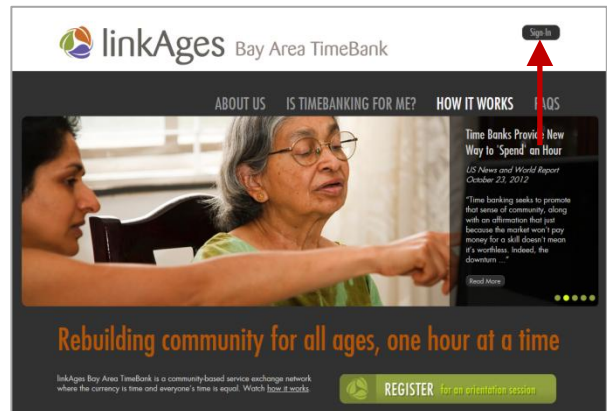 linkAges Bay Area TimeBank
Sign-In
ABOUT US IS TIMEBANKING FOR ME? HOW IT WORKS FAQS
Time Banks Provide New
Way to 'Spend' an Hour
US News and World Report
October 23, 2012
"Time banking seeks to promote
that sense of community, along
with an affirmation that just
because the market won't pay
money for a skill doesn't mean
it's worthless. Indeed, the
downturn ..."
Read More
Rebuilding community for all ages, one hour at a time
linkAges Bay Area TimeBank is a community-based service exchange network
where the currency is time and everyone's time is equal. Watch how it works.
REGISTER for an orientation session